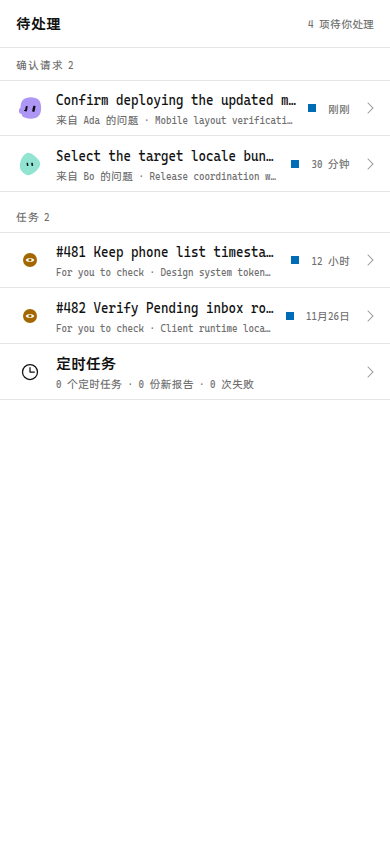 待处理
4 项待你处理
确认请求 2
Confirm deploying the updated m…
刚刚
来自 Ada 的问题 · Mobile layout verificati…
Select the target locale bun…
30 分钟
来自 Bo 的问题 · Release coordination w…
任务 2
#481 Keep phone list timesta…
12 小时
For you to check · Design system token…
#482 Verify Pending inbox ro…
11月26日
For you to check · Client runtime loca…
定时任务
0 个定时任务 · 0 份新报告 · 0 次失败